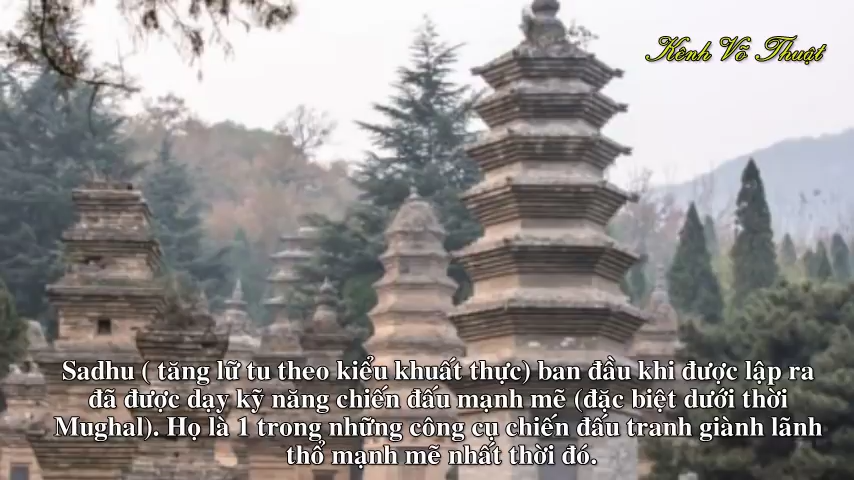 Kênh Võ Thuật
Sadhu ( tăng lữ tu theo kiểu khuất thực) ban đầu khi được lập ra
đã được dạy kỹ năng chiến đấu mạnh mẽ (đặc biệt dưới thời
Mughal). Họ là 1 trong những công cụ chiến đấu tranh giành lãnh
thổ mạnh mẽ nhất thời đó.